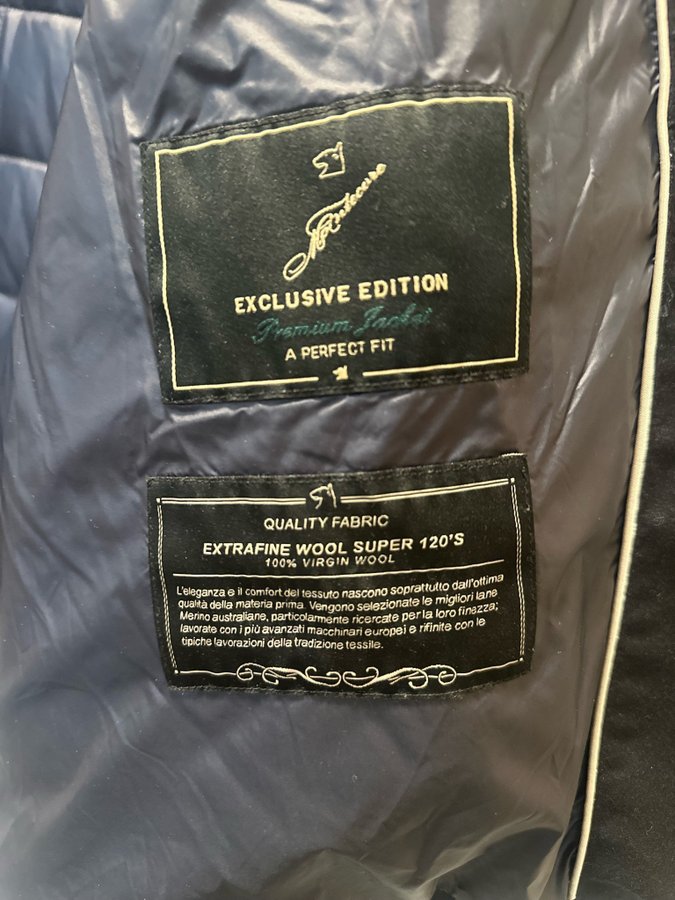 Montecore
EXCLUSIVE EDITION
Premium Jacket
A PERFECT FIT
QUALITY FABRIC
EXTRAFINE WOOL SUPER 120'S
100% VIRGIN WOOL
L'eleganza e il comfort del tessuto nascono soprattutto dall'ottima
qualità della materia prima. Vengono selezionate le migliori lane
Merino australiane, particolarmente ricercate per la loro finezza;
lavorate con i più avanzati macchinari europei e rifinite con le
tipiche lavorazioni della tradizione tessile.